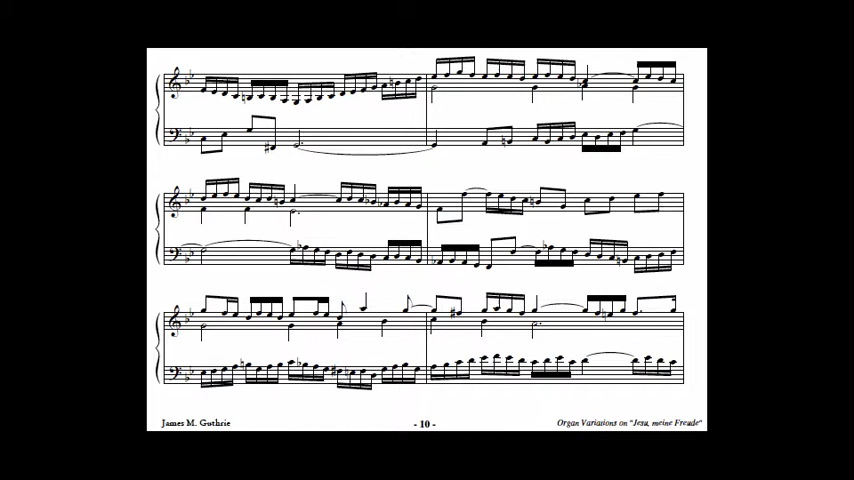 James M. Guthrie
- 10 -
Organ Variations on "Jesu, meine Freude"